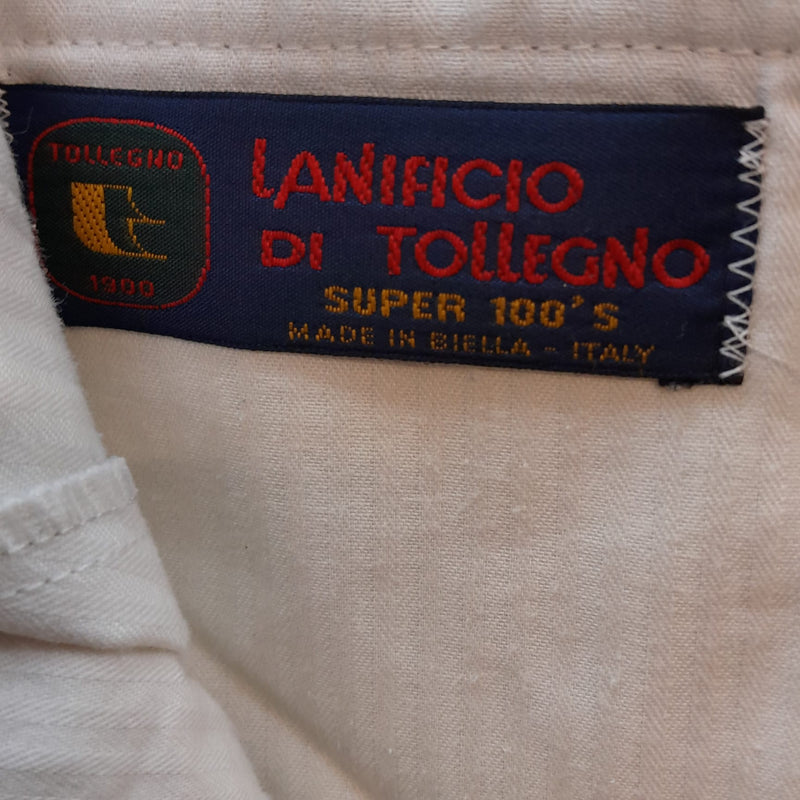 TOLLEGNO
1900
LANIFICIO
DI TOLLEGNO
SUPER 100'S
MADE IN BIELLA - ITALY